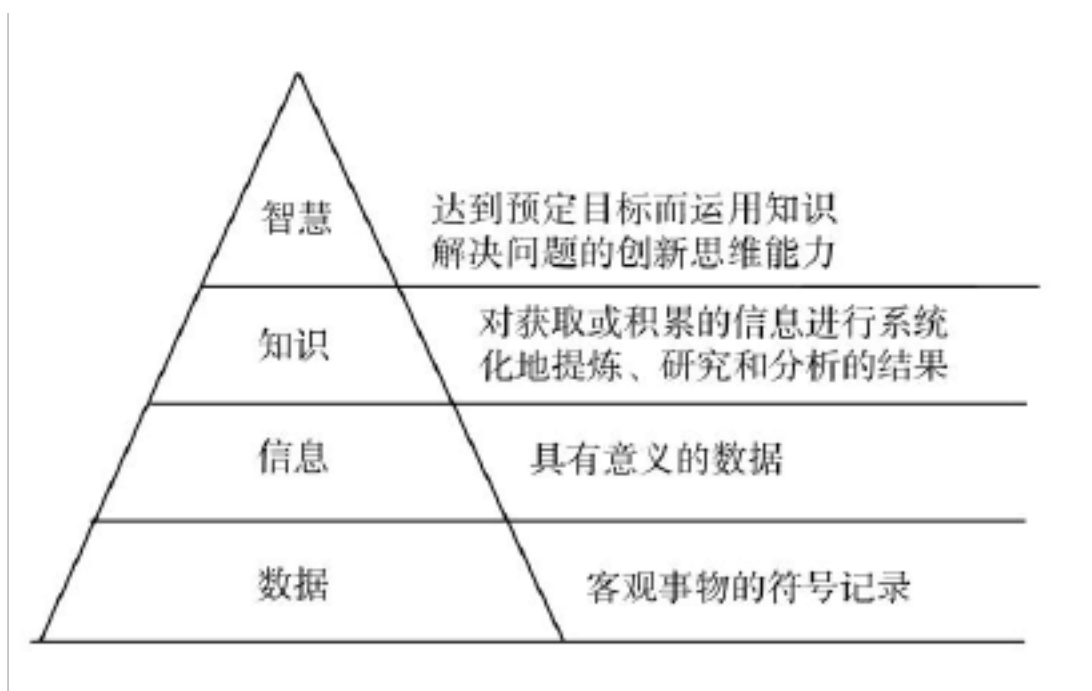 智慧
达到预定目标而运用知识
解决问题的创新思维能力
知识
对获取或积累的信息进行系统
化地提炼、研究和分析的结果
信息
具有意义的数据
数据
客观事物的符号记录